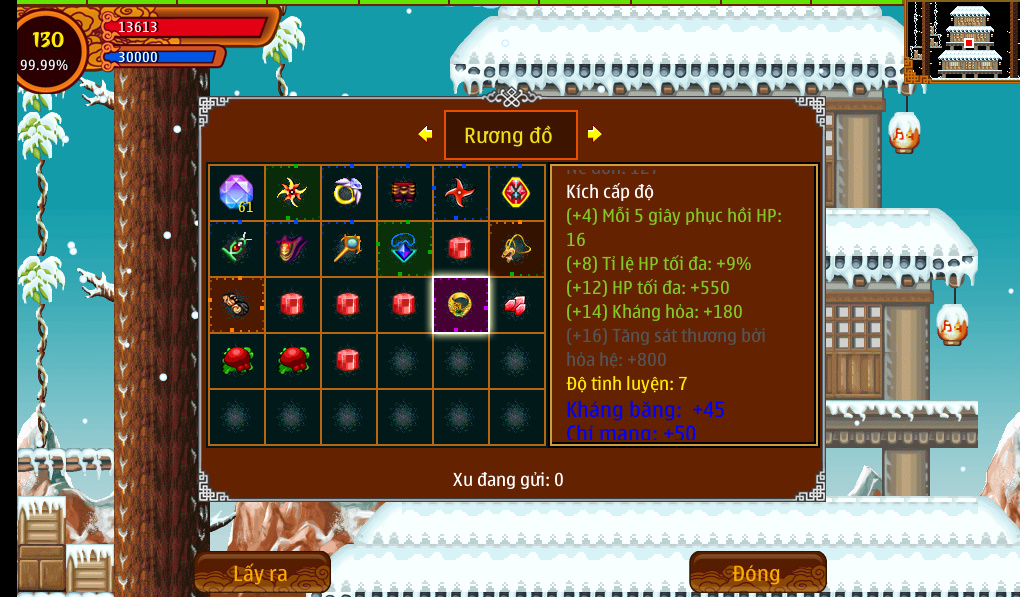 130
99.99%
13613
30000
Rương đồ
61
Né đòn: 127
Kích cấp độ
(+4) Mỗi 5 giây phục hồi HP:
16
(+8) Tỉ lệ HP tối đa: +9%
(+12) HP tối đa: +550
(+14) Kháng hỏa: +180
(+16) Tăng sát thương bởi
hỏa hệ: +800
Độ tinh luyện: 7
Kháng băng: +45
Chí mạng: +50
Xu đang gửi: 0
Lấy ra
Đóng